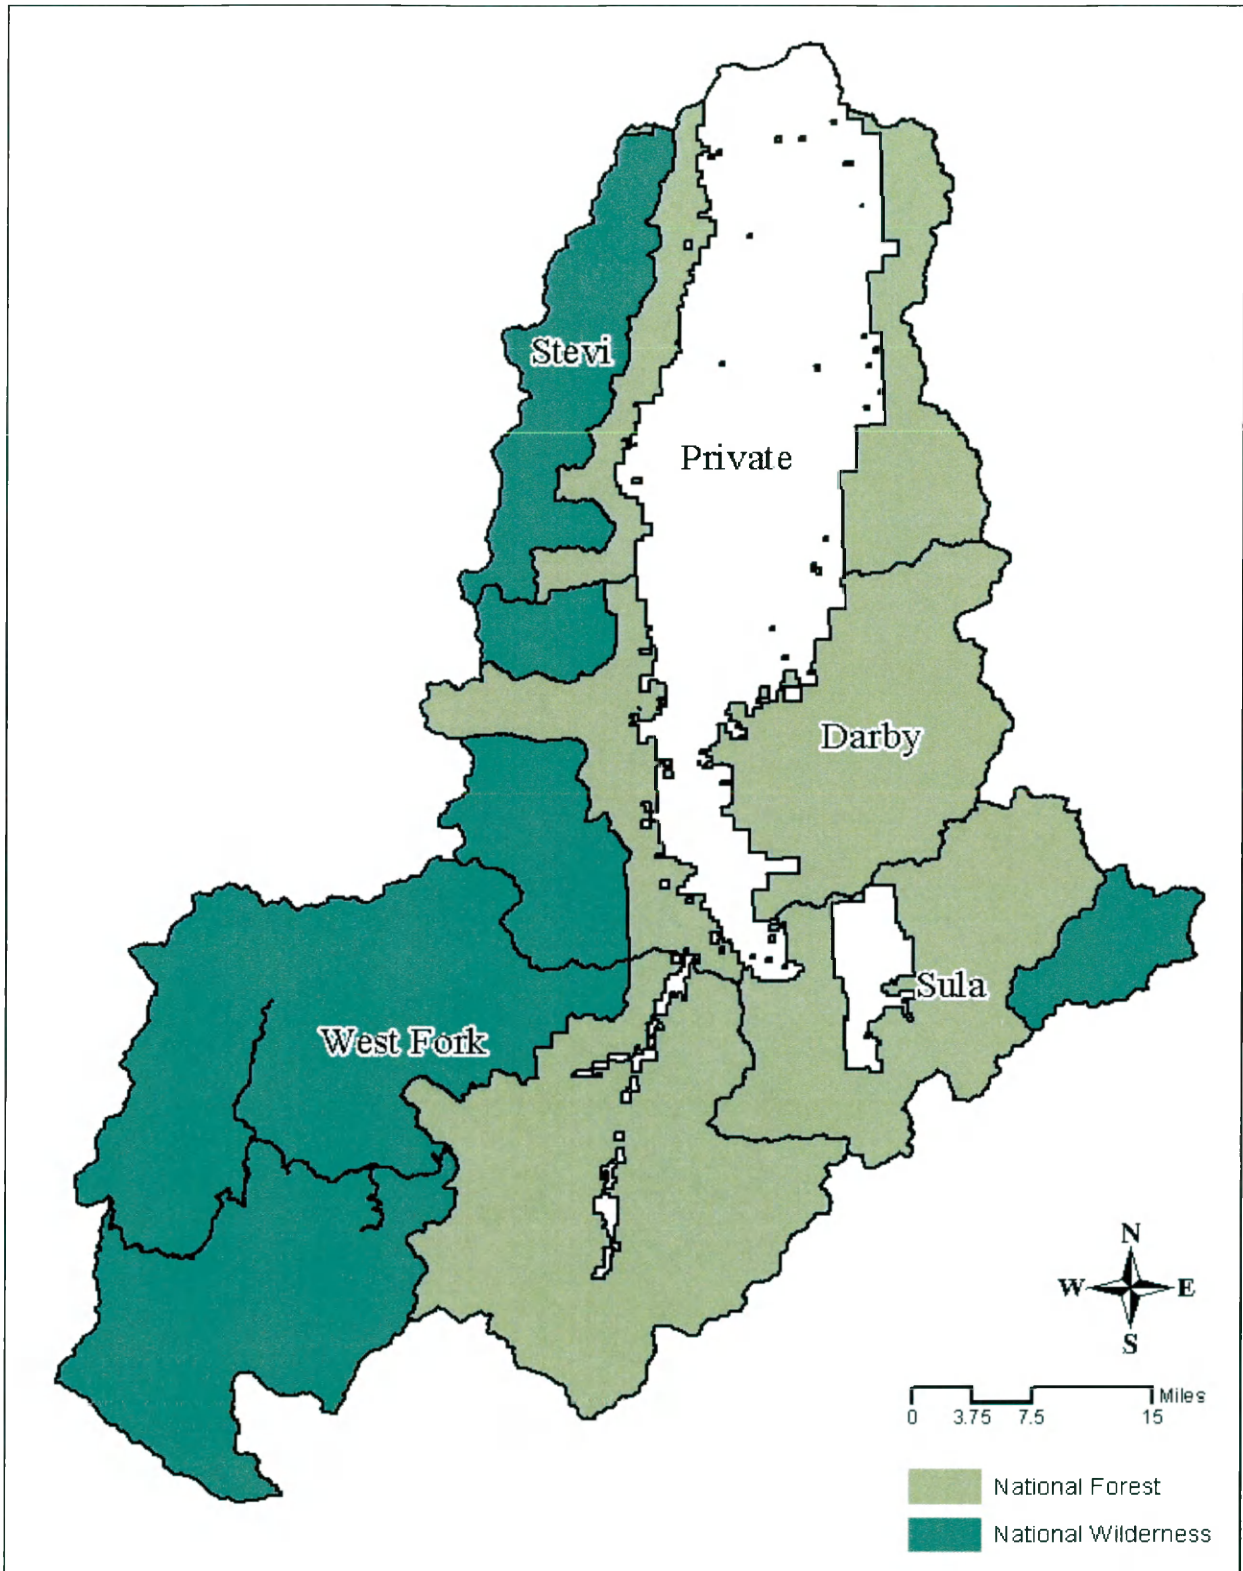 Stevi
Private
Darby
Sula
West Fork
N
W E
S
Miles
0 3.75 7.5 15
National Forest
National Wilderness